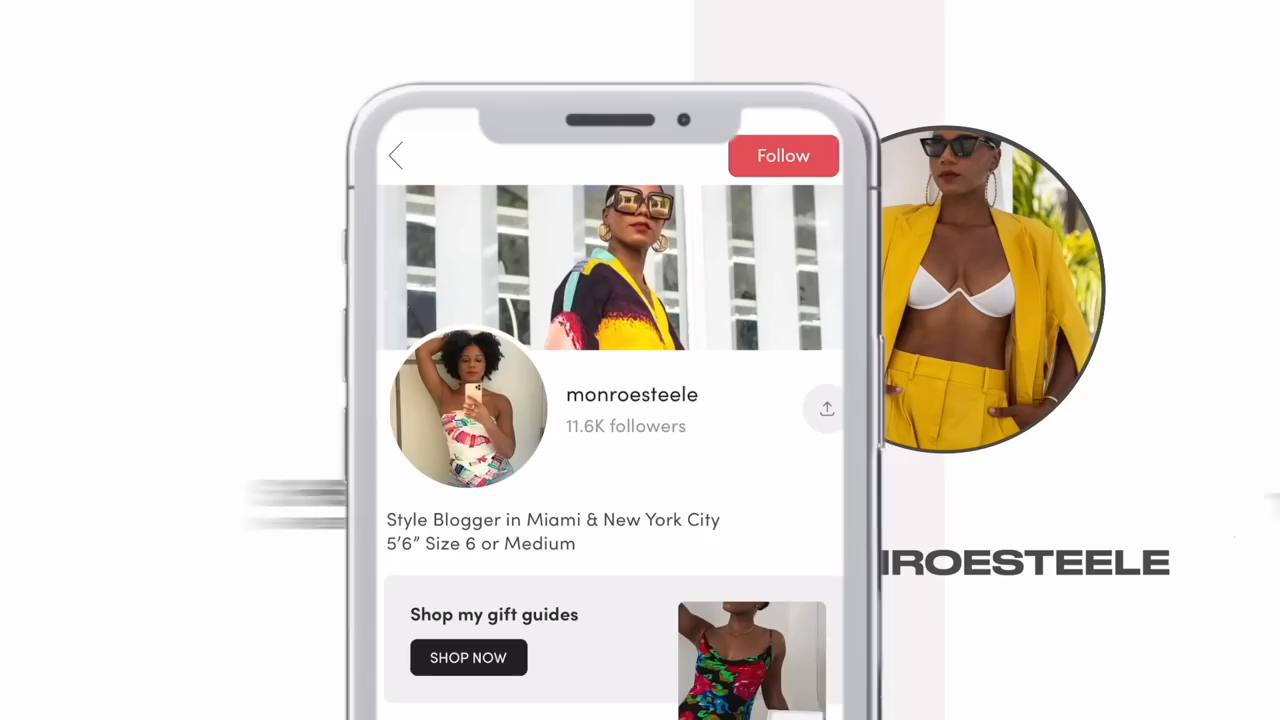 Follow
monroesteele
11.6K followers
Style Blogger in Miami & New York City
5’6” Size 6 or Medium
Shop my gift guides
SHOP NOW
ROESTEELE